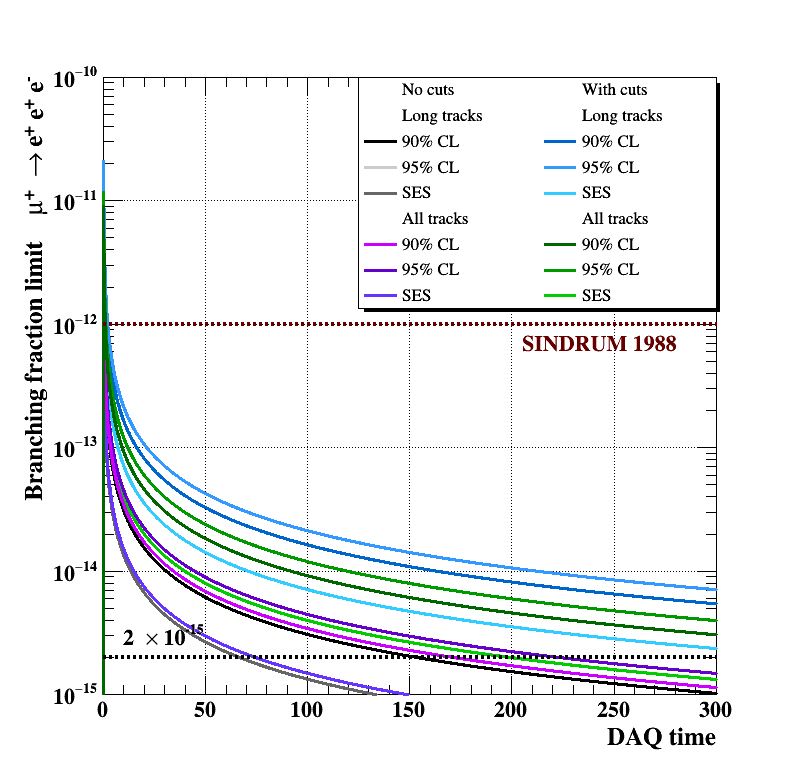 Branching fraction limit μ⁺ → e⁺ e⁺ e⁻
10⁻¹⁰
10⁻¹¹
10⁻¹²
10⁻¹³
10⁻¹⁴
10⁻¹⁵
No cuts With cuts
Long tracks Long tracks
90% CL 90% CL
95% CL 95% CL
SES SES
All tracks All tracks
90% CL 90% CL
95% CL 95% CL
SES SES
SINDRUM 1988
2 × 10⁻¹⁵
0 50 100 150 200 250 300
DAQ time